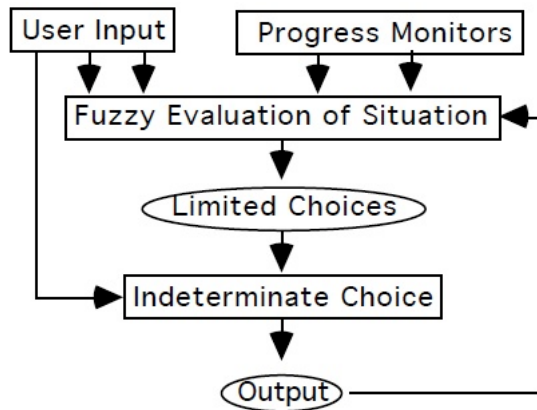 User Input
Progress Monitors
Fuzzy Evaluation of Situation
Limited Choices
Indeterminate Choice
Output